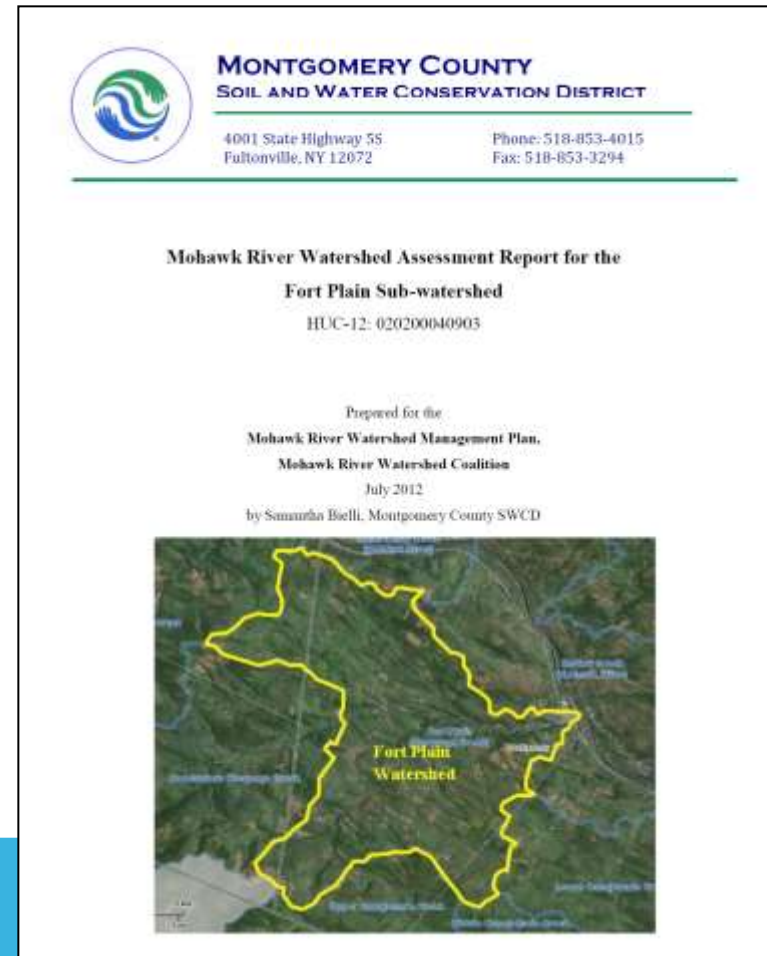 MONTGOMERY COUNTY
SOIL AND WATER CONSERVATION DISTRICT
4001 State Highway 5S
Fultonville, NY 12072
Phone: 518-853-4015
Fax: 518-853-3294
Mohawk River Watershed Assessment Report for the
Fort Plain Sub-watershed
HUC-12: 020200040903
Prepared for the
Mohawk River Watershed Management Plan,
Mohawk River Watershed Coalition
July 2012
by Samantha Bielli, Montgomery County SWCD
Fort Plain
Watershed